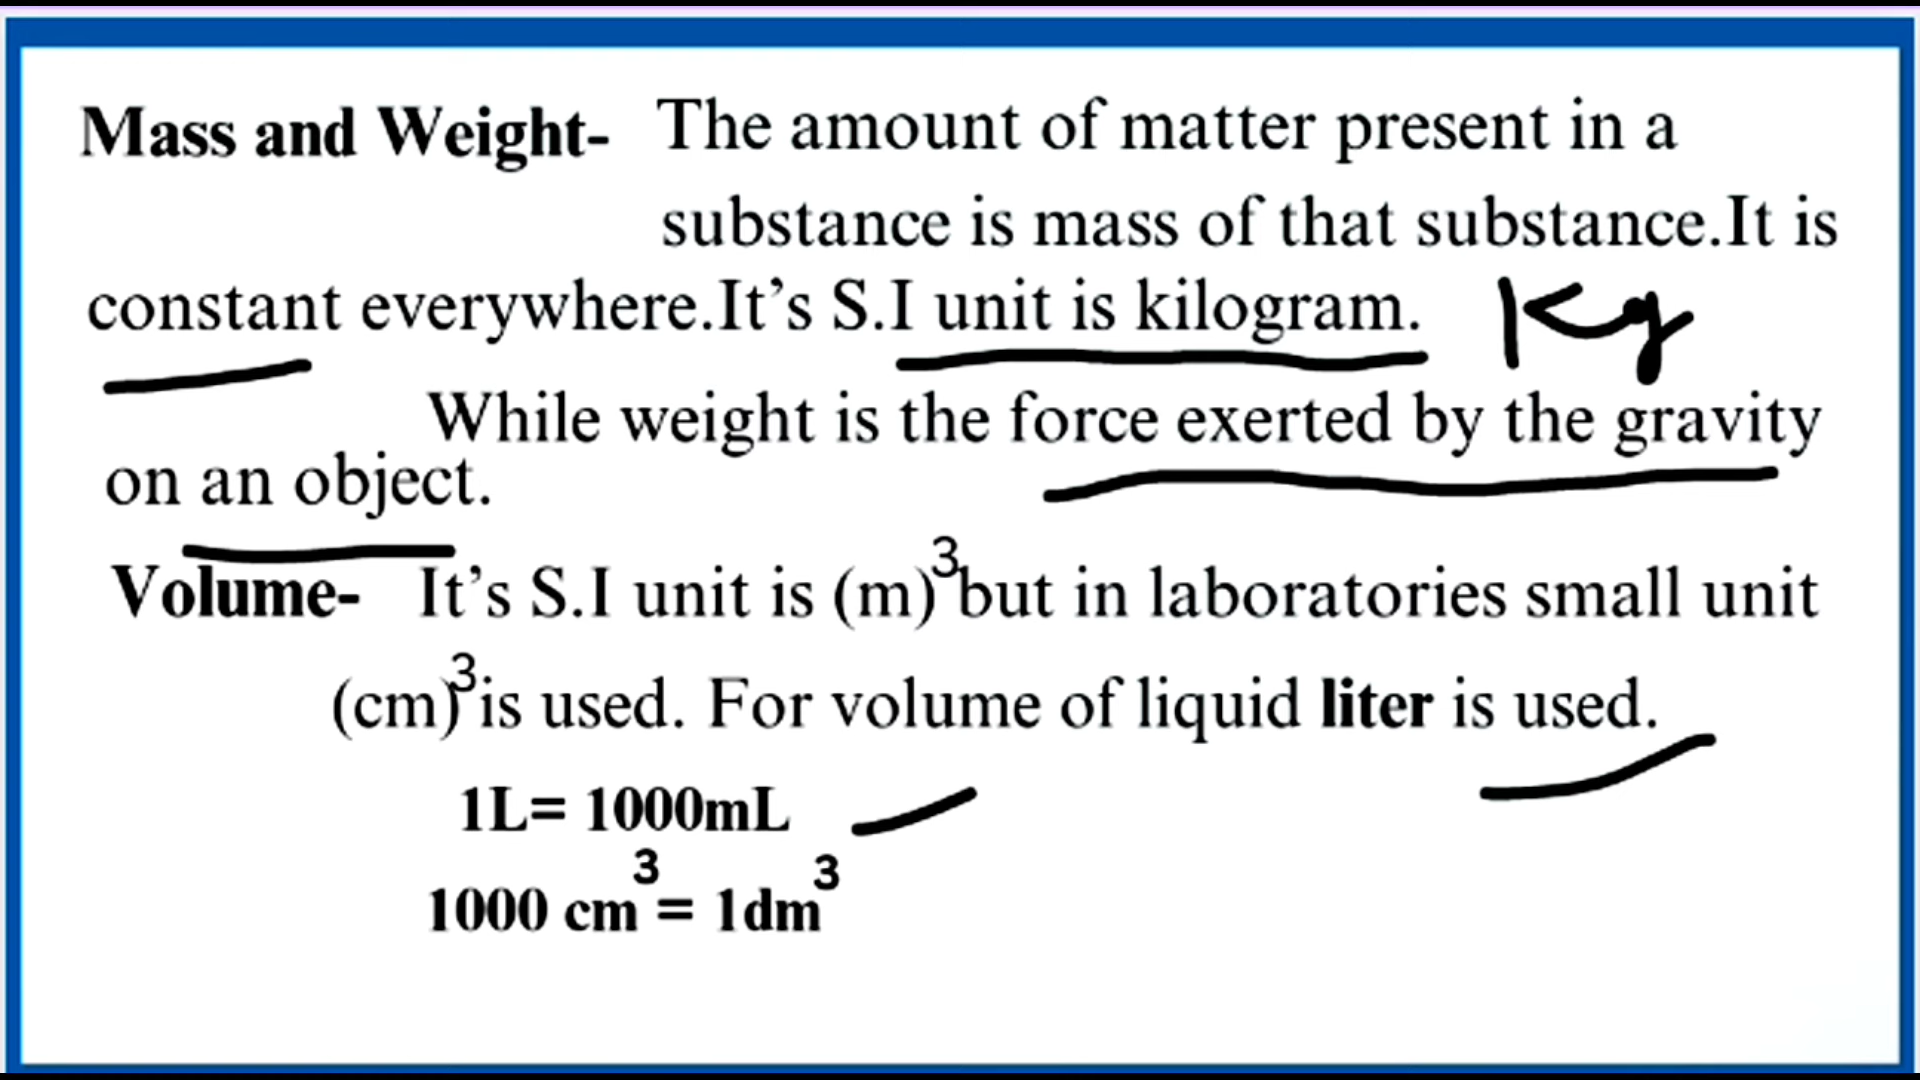 Mass and Weight- The amount of matter present in a
substance is mass of that substance.It is
constant everywhere.It's S.I unit is kilogram. Kg
While weight is the force exerted by the gravity
on an object.
Volume- It's S.I unit is (m)³ but in laboratories small unit
(cm)³ is used. For volume of liquid liter is used.
1L= 1000mL
1000 cm³ = 1dm³